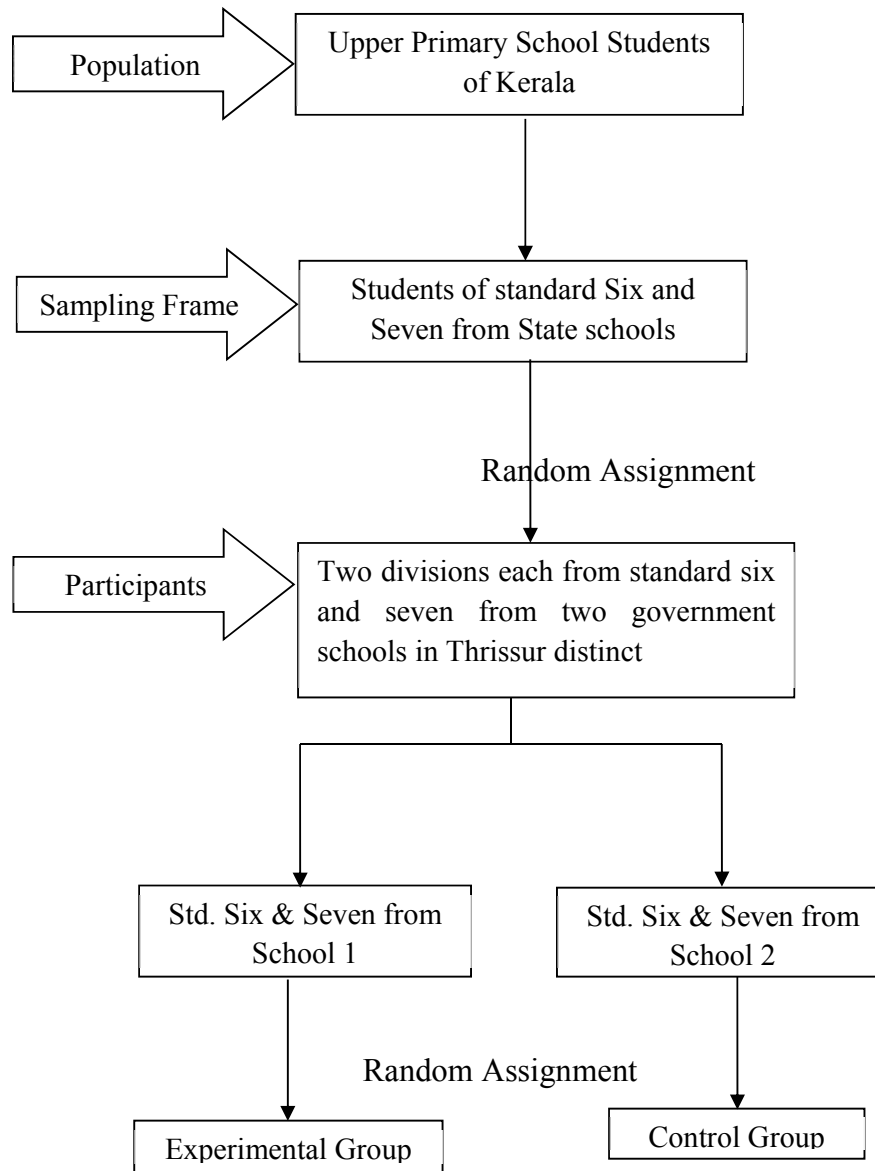 Population
Upper Primary School Students
of Kerala
Sampling Frame
Students of standard Six and
Seven from State schools
Random Assignment
Participants
Two divisions each from standard six
and seven from two government
schools in Thrissur distinct
Std. Six & Seven from
School 1
Std. Six & Seven from
School 2
Random Assignment
Experimental Group
Control Group